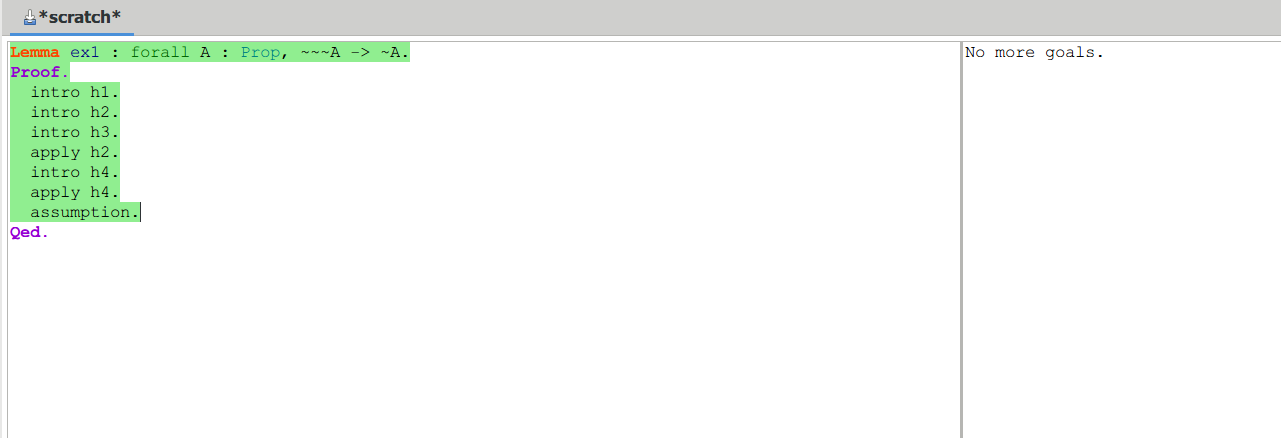 *scratch*
Lemma ex1 : forall A : Prop, ~~~A -> ~A.
Proof.
  intro h1.
  intro h2.
  intro h3.
  apply h2.
  intro h4.
  apply h4.
  assumption.
Qed.
No more goals.